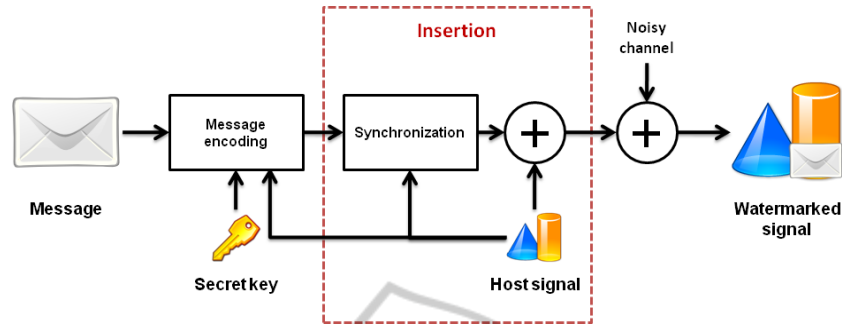 Insertion
Noisy
channel
Message
encoding
Synchronization
+
+
Message
Secret key
Host signal
Watermarked
signal